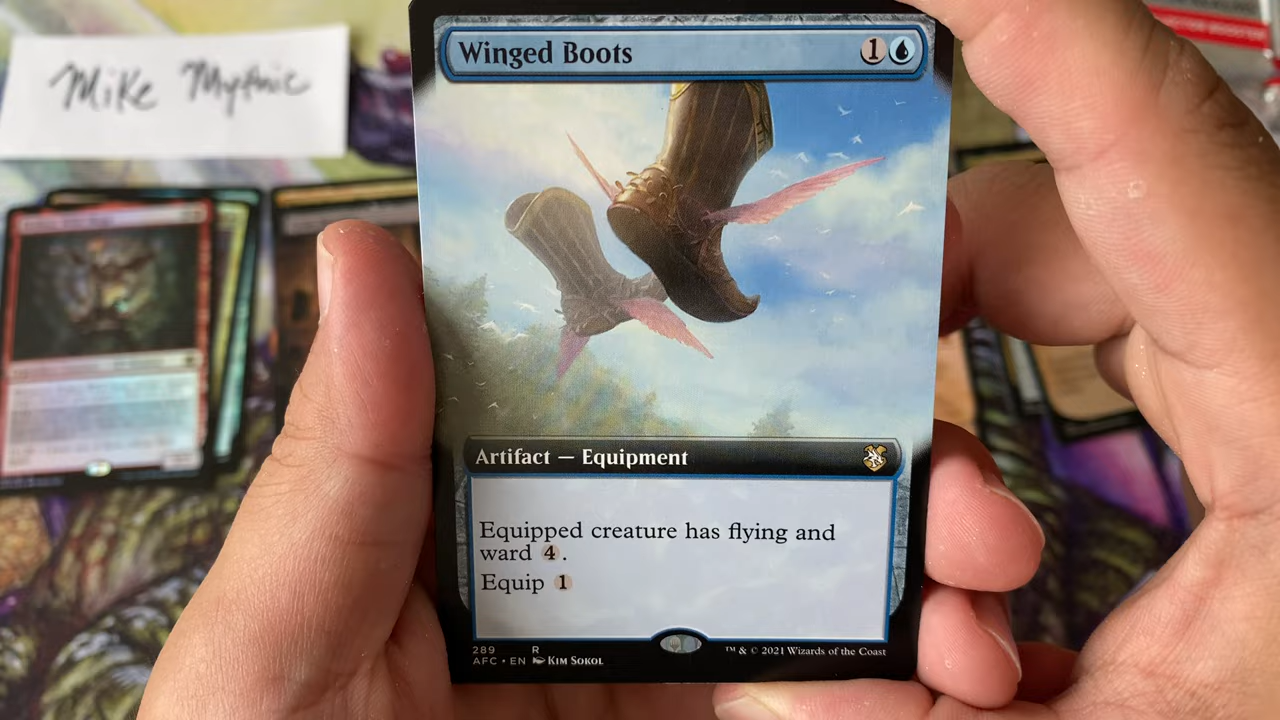 Mike Mythic
Winged Boots 1
Artifact — Equipment
Equipped creature has flying and
ward 4.
Equip 1
289 R
AFC • EN Kim Sokol
™ & © 2021 Wizards of the Coast